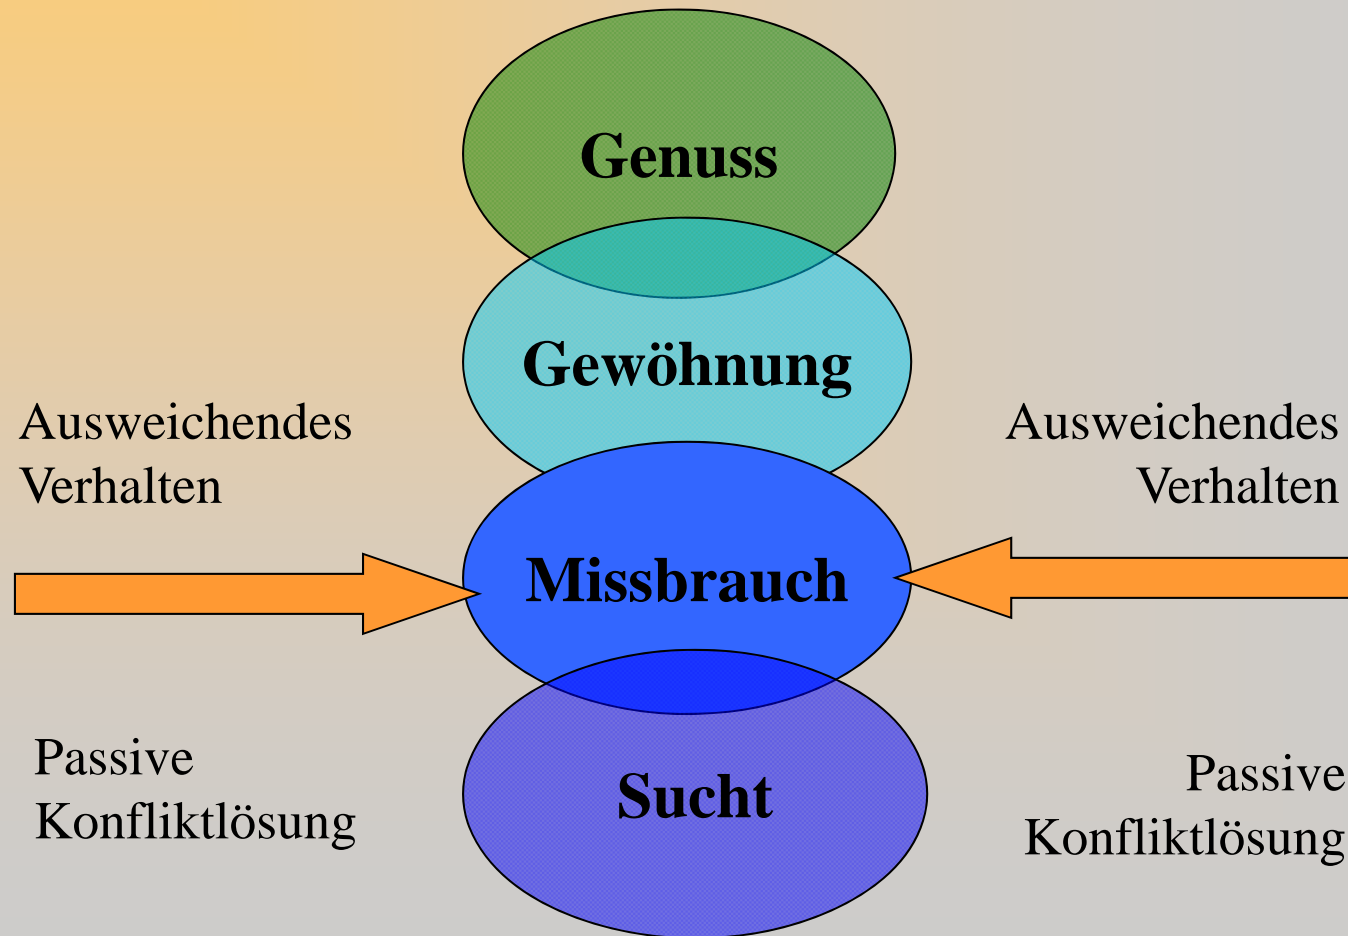 Genuss
Gewöhnung
Ausweichendes
Verhalten
Ausweichendes
Verhalten
Missbrauch
Passive
Konfliktlösung
Sucht
Passive
Konfliktlösung